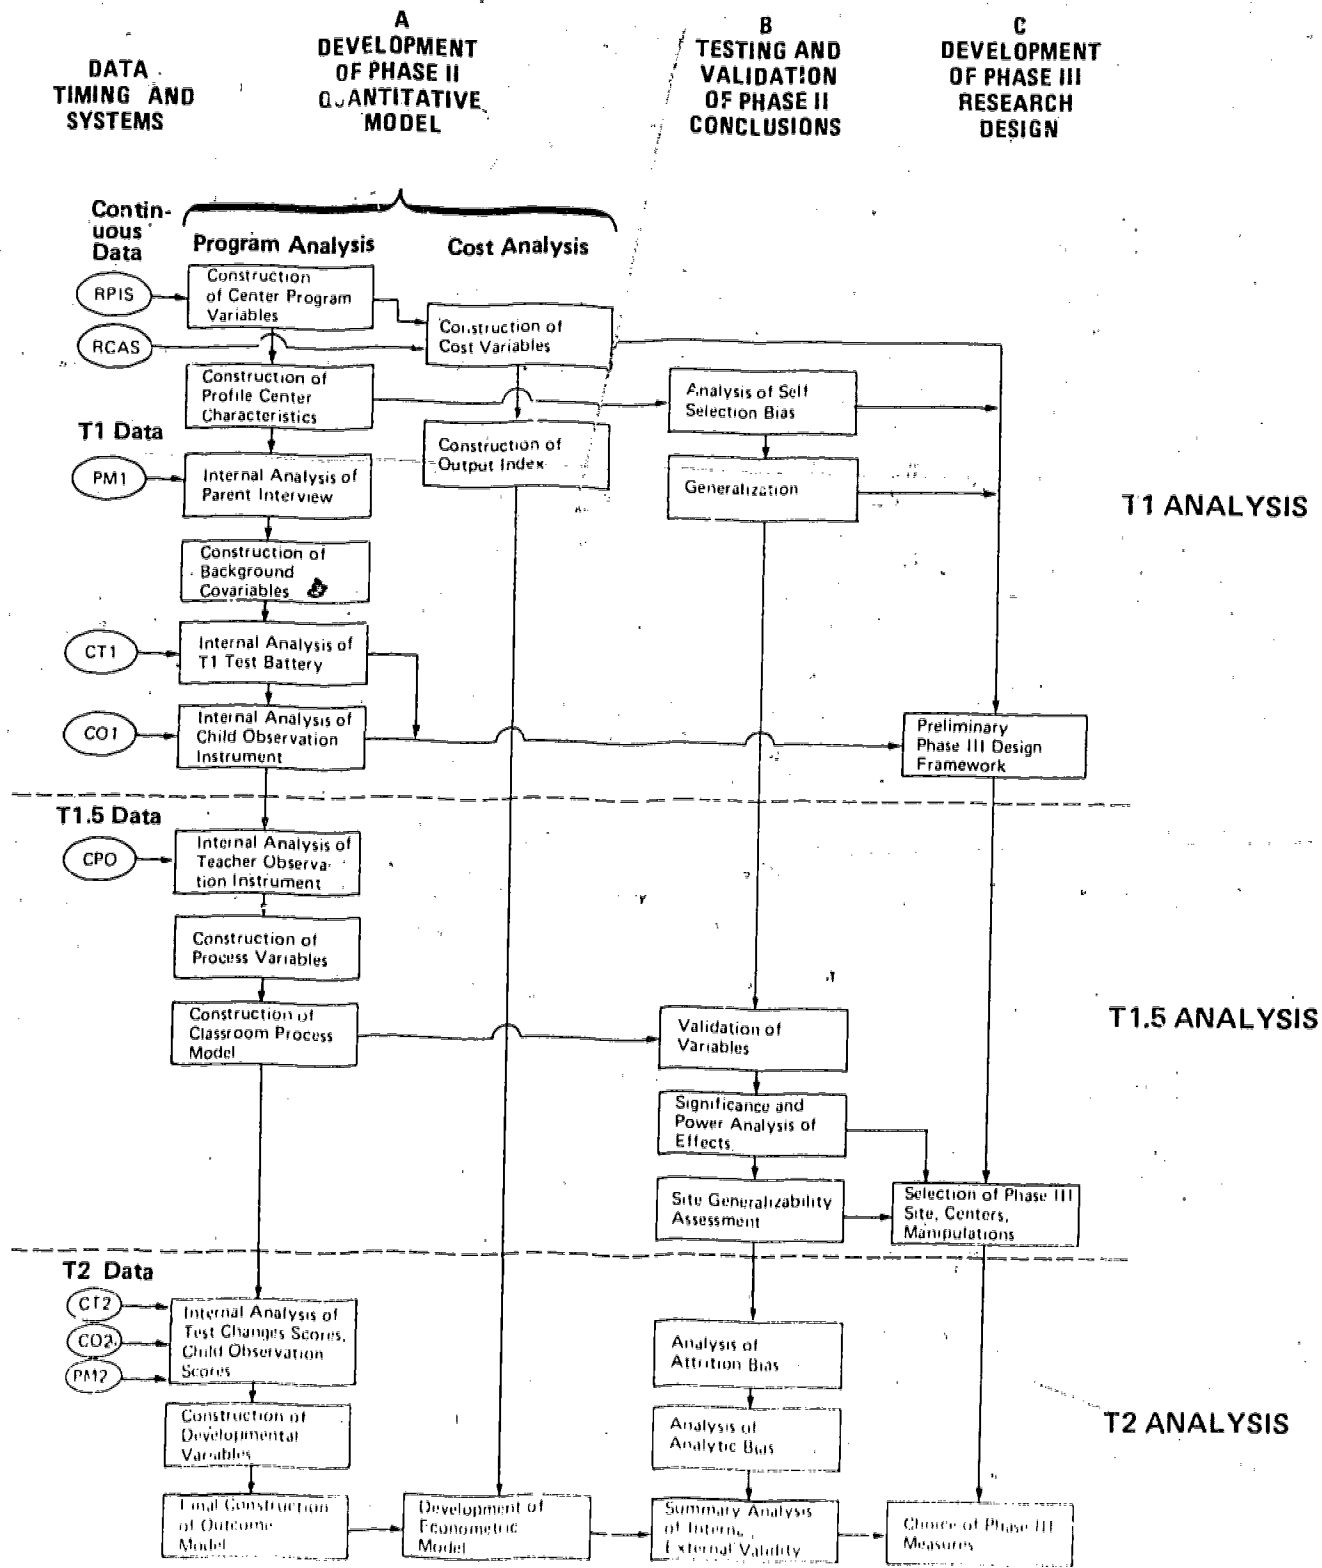 DATA
TIMING AND
SYSTEMS
A
DEVELOPMENT
OF PHASE II
QUANTITATIVE
MODEL
B
TESTING AND
VALIDATION
OF PHASE II
CONCLUSIONS
C
DEVELOPMENT
OF PHASE III
RESEARCH
DESIGN
Contin-
uous
Data
Program Analysis
Cost Analysis
RPIS
Construction
of Center Program
Variables
RCAS
Construction of
Cost Variables
Construction of
Profile Center
Characteristics
Analysis of Self
Selection Bias
T1 Data
Construction of
Output Index
PM1
Internal Analysis of
Parent Interview
Generalization
T1 ANALYSIS
Construction of
Background
Covariables
CT1
Internal Analysis of
T1 Test Battery
CO1
Internal Analysis of
Child Observation
Instrument
Preliminary
Phase III Design
Framework
T1.5 Data
CPO
Internal Analysis of
Teacher Observa-
tion Instrument
Construction of
Process Variables
Construction of
Classroom Process
Model
Validation of
Variables
T1.5 ANALYSIS
Significance and
Power Analysis of
Effects
Site Generalizability
Assessment
Selection of Phase III
Site, Centers,
Manipulations
T2 Data
CT2
CO2
PM2
Internal Analysis of
Test Changes Scores,
Child Observation
Scores
Analysis of
Attrition Bias
Construction of
Developmental
Variables
Analysis of
Analytic Bias
T2 ANALYSIS
Final Construction
of Outcome
Model
Development of
Econometric
Model
Summary Analysis
of Interna
External Validity
Choice of Phase III
Measures